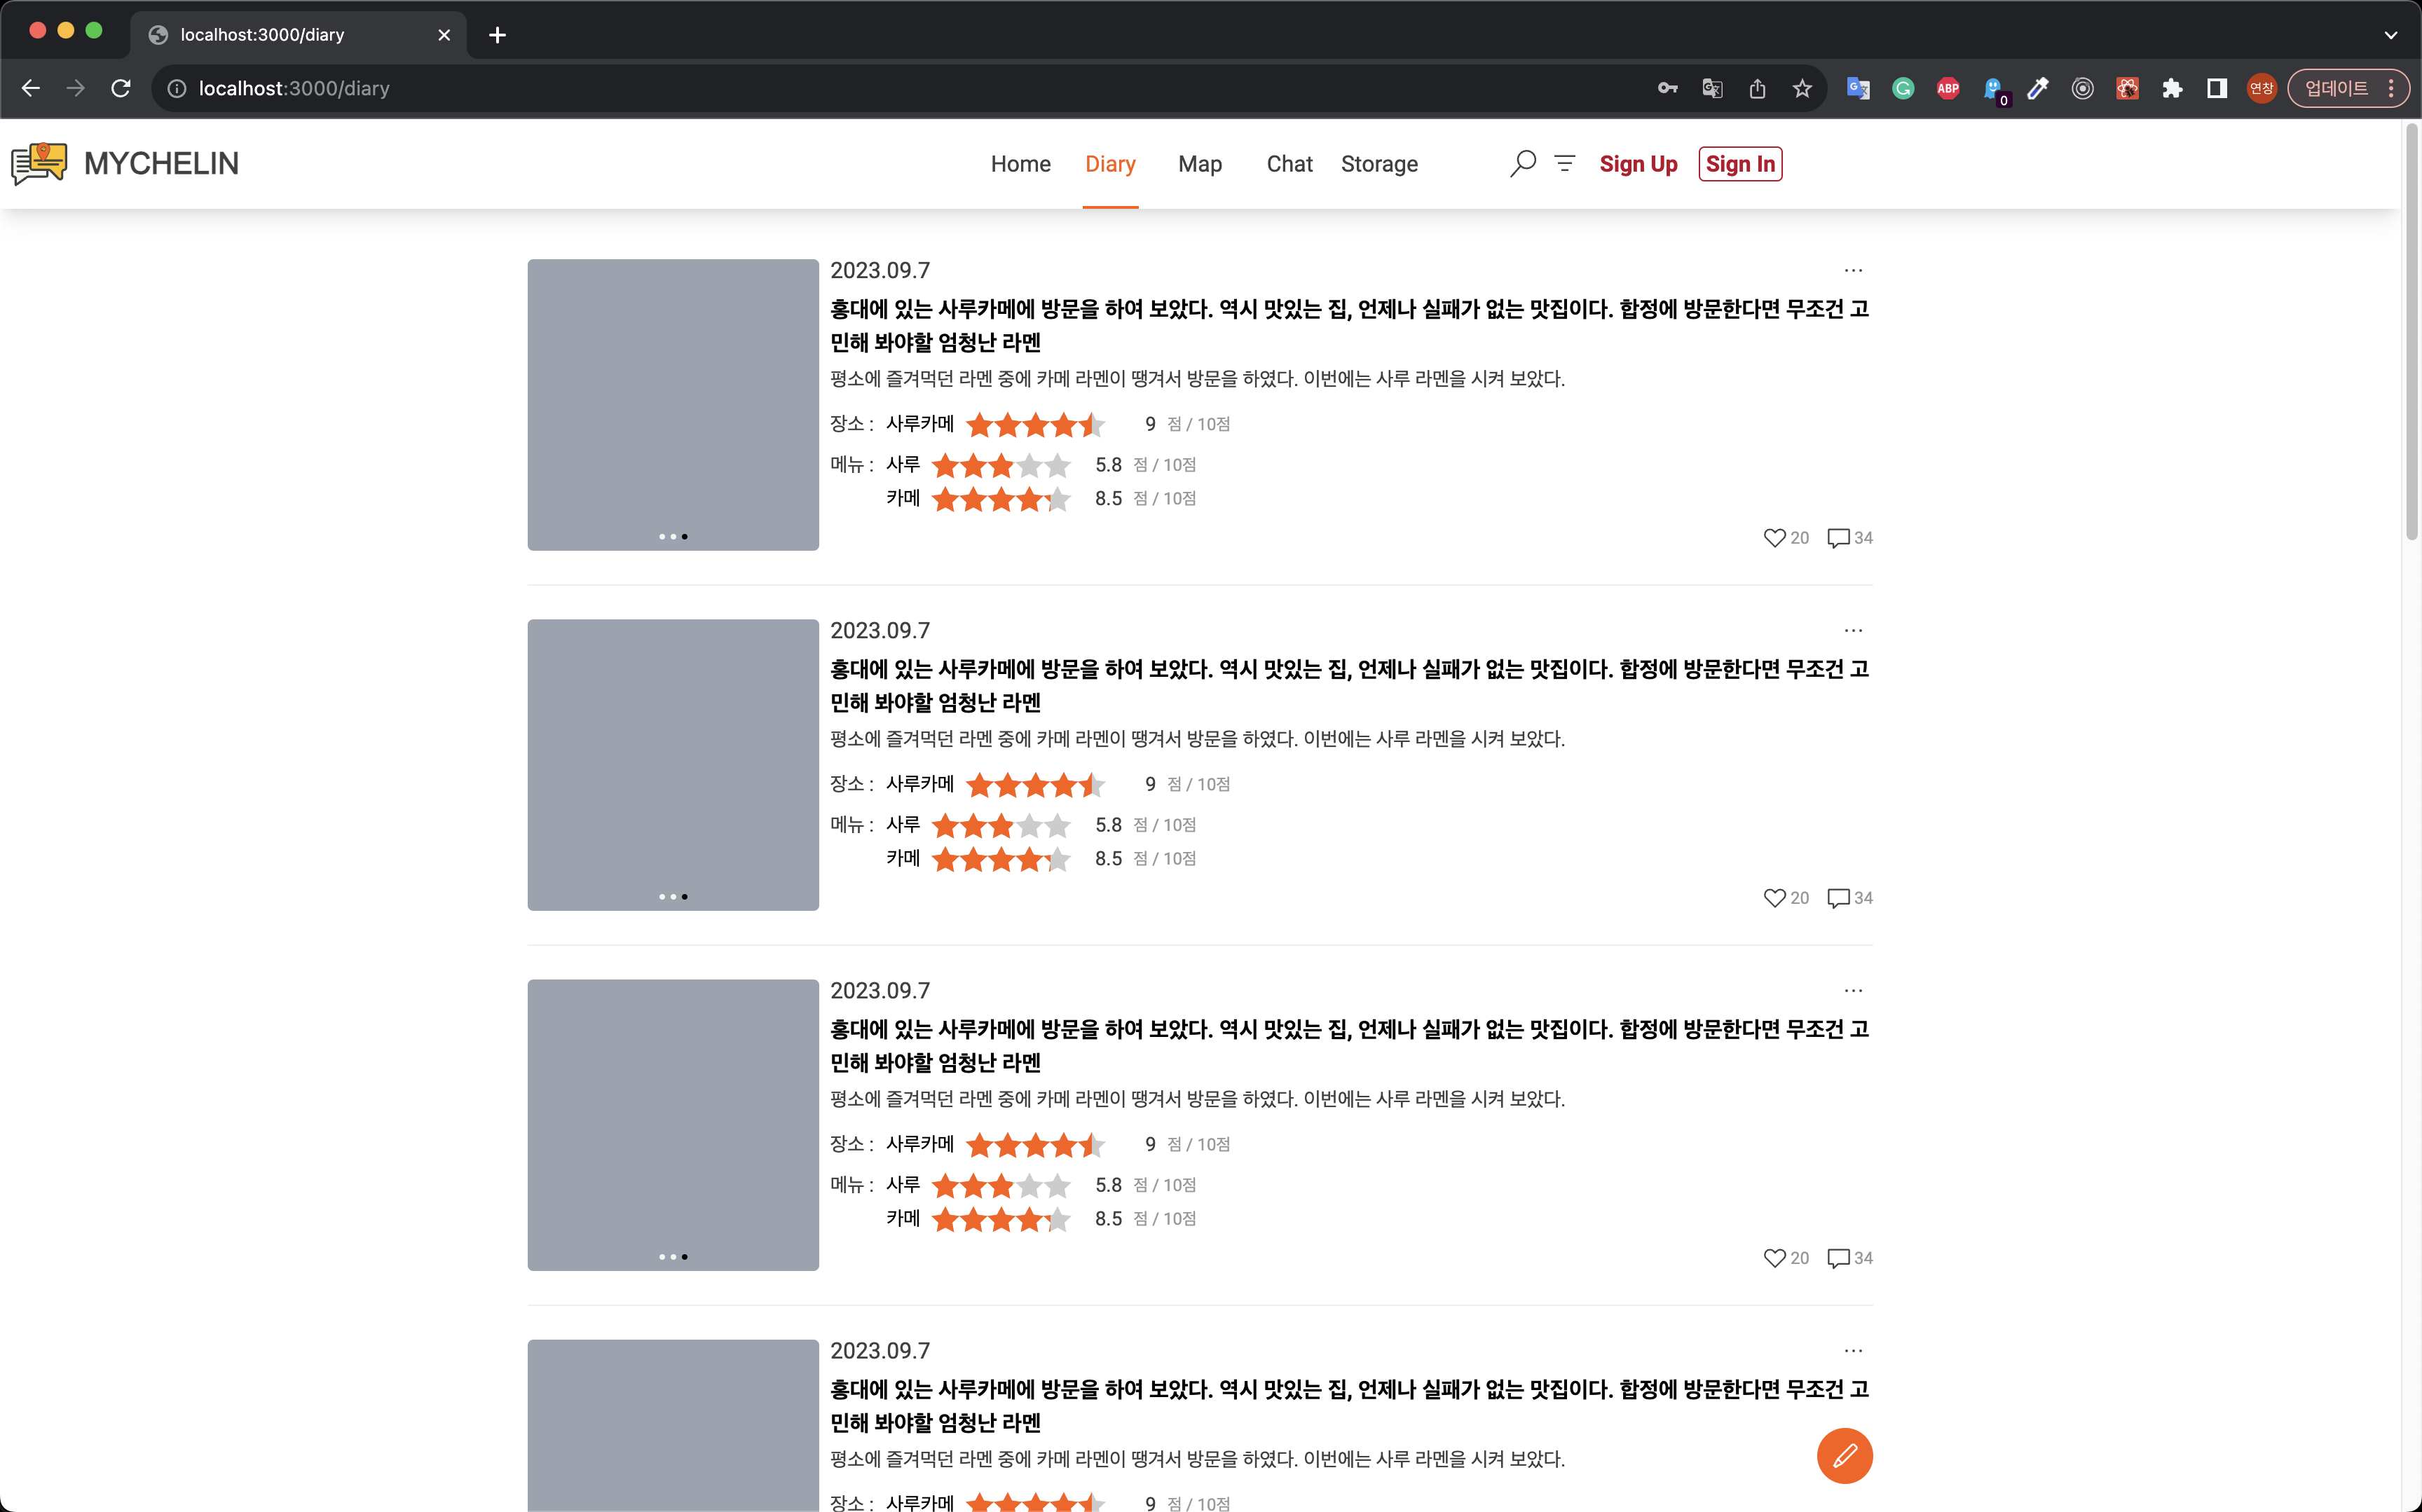 localhost:3000/diary
localhost:3000/diary
ABP
0
연창
업데이트
MYCHELIN
Home
Diary
Map
Chat
Storage
Sign Up
Sign In
2023.09.7
홍대에 있는 사루카메에 방문을 하여 보았다. 역시 맛있는 집, 언제나 실패가 없는 맛집이다. 합정에 방문한다면 무조건 고
민해 봐야할 엄청난 라멘
평소에 즐겨먹던 라멘 중에 카메 라멘이 땡겨서 방문을 하였다. 이번에는 사루 라멘을 시켜 보았다.
장소 : 사루카메 9 점 / 10점
메뉴 : 사루 5.8 점 / 10점
카메 8.5 점 / 10점
20 34
2023.09.7
홍대에 있는 사루카메에 방문을 하여 보았다. 역시 맛있는 집, 언제나 실패가 없는 맛집이다. 합정에 방문한다면 무조건 고
민해 봐야할 엄청난 라멘
평소에 즐겨먹던 라멘 중에 카메 라멘이 땡겨서 방문을 하였다. 이번에는 사루 라멘을 시켜 보았다.
장소 : 사루카메 9 점 / 10점
메뉴 : 사루 5.8 점 / 10점
카메 8.5 점 / 10점
20 34
2023.09.7
홍대에 있는 사루카메에 방문을 하여 보았다. 역시 맛있는 집, 언제나 실패가 없는 맛집이다. 합정에 방문한다면 무조건 고
민해 봐야할 엄청난 라멘
평소에 즐겨먹던 라멘 중에 카메 라멘이 땡겨서 방문을 하였다. 이번에는 사루 라멘을 시켜 보았다.
장소 : 사루카메 9 점 / 10점
메뉴 : 사루 5.8 점 / 10점
카메 8.5 점 / 10점
20 34
2023.09.7
홍대에 있는 사루카메에 방문을 하여 보았다. 역시 맛있는 집, 언제나 실패가 없는 맛집이다. 합정에 방문한다면 무조건 고
민해 봐야할 엄청난 라멘
평소에 즐겨먹던 라멘 중에 카메 라멘이 땡겨서 방문을 하였다. 이번에는 사루 라멘을 시켜 보았다.
장소 : 사루카메 9 점 / 10점